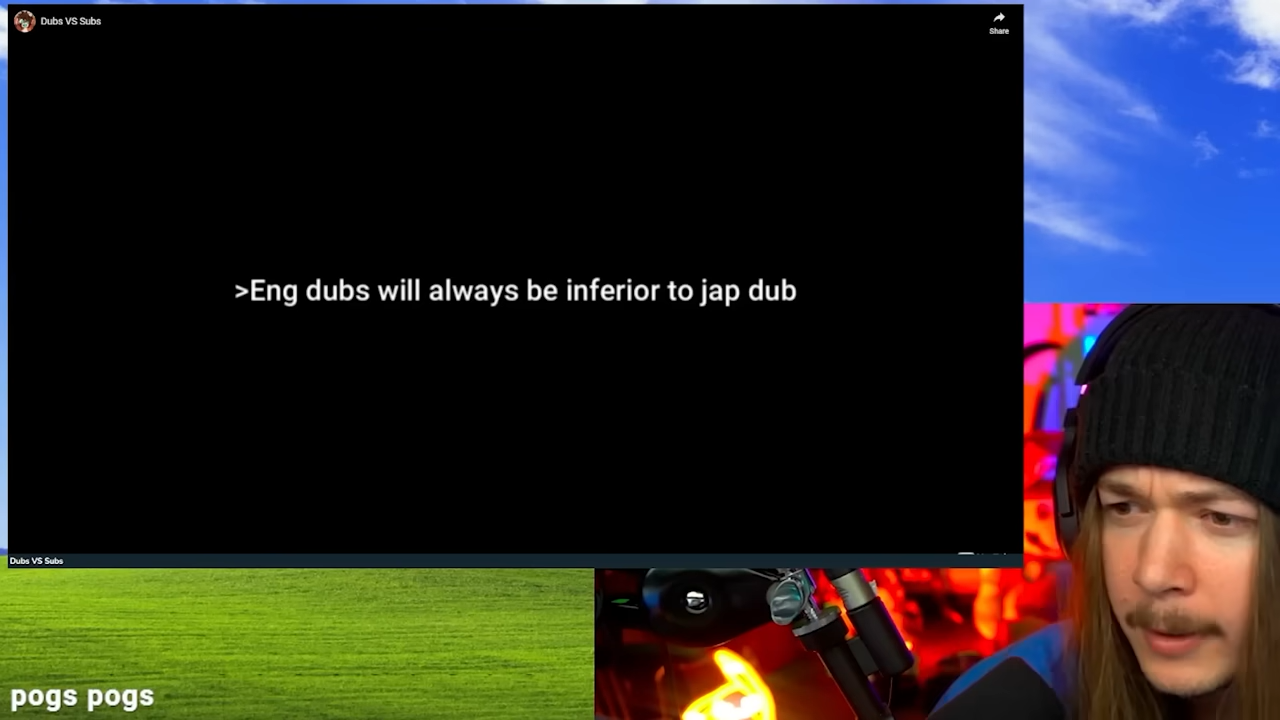 Dubs VS Subs
Share
>Eng dubs will always be inferior to jap dub
Dubs VS Subs
pogs pogs